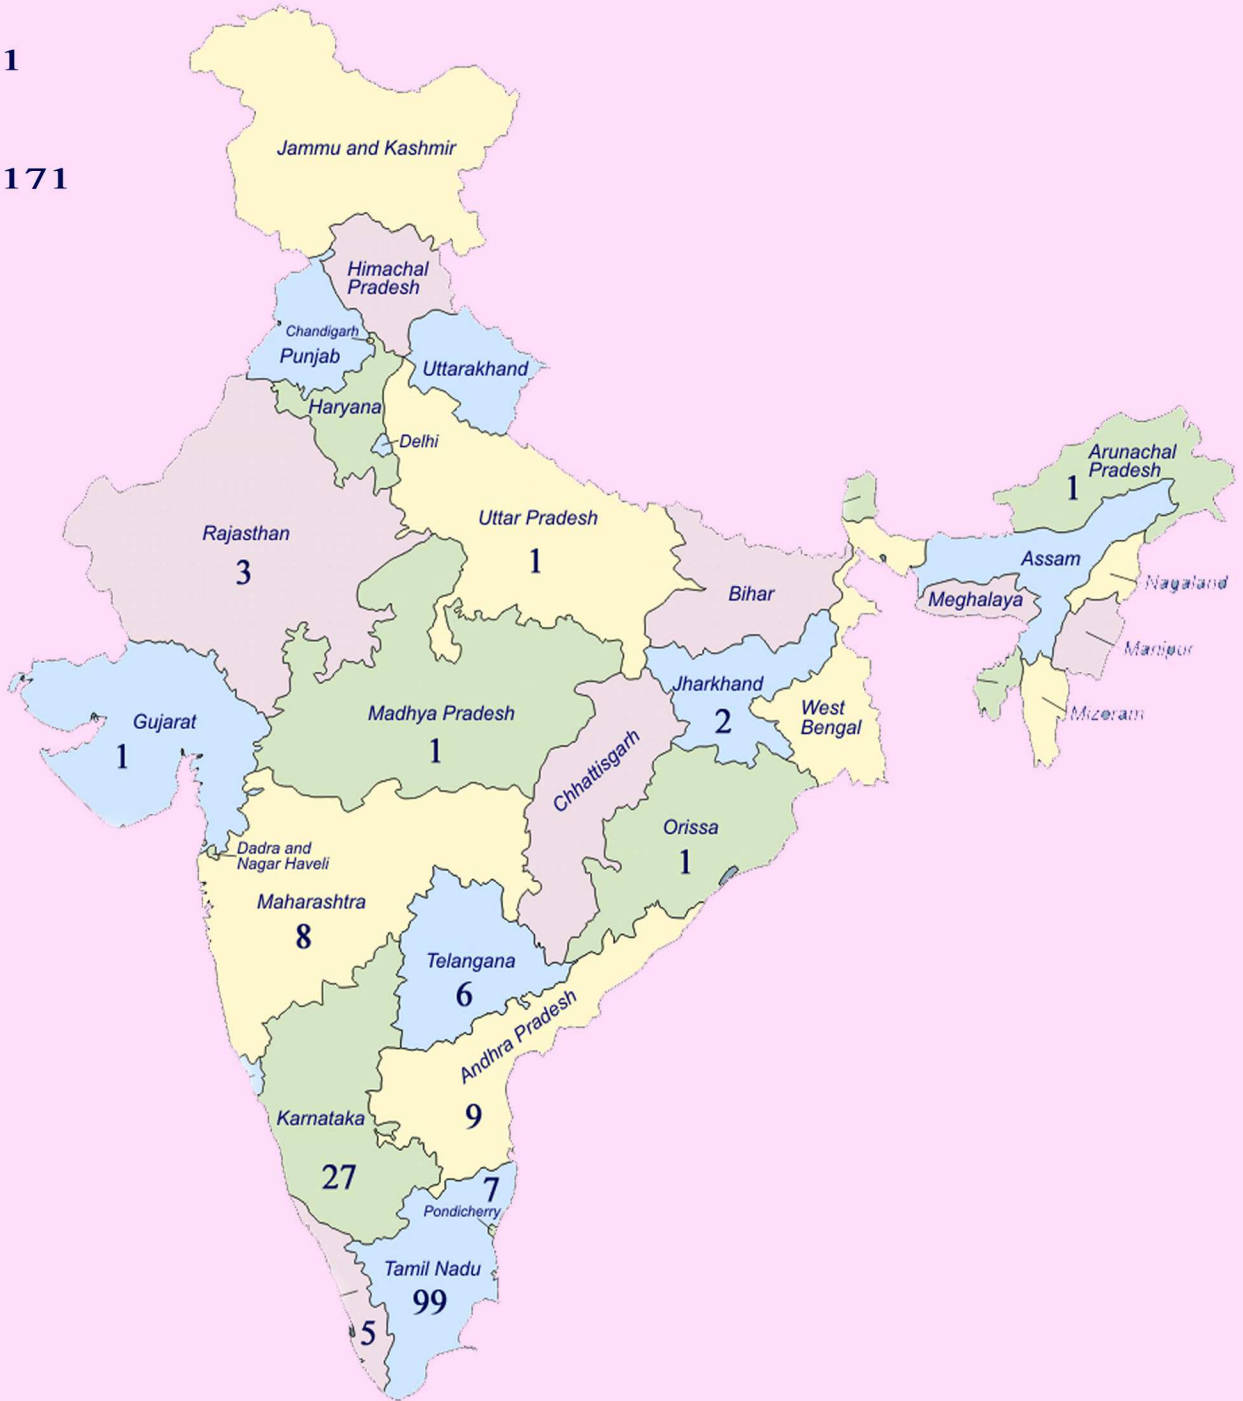 1
171
Jammu and Kashmir
Himachal
Pradesh
Chandigarh
Punjab
Uttarakhand
Haryana
Delhi
Arunachal
Pradesh
1
Rajasthan
3
Uttar Pradesh
1
Bihar
Assam
Meghalaya
Nagaland
Manipur
Mizoram
Gujarat
1
Madhya Pradesh
1
Jharkhand
2
West
Bengal
Chhattisgarh
Orissa
1
Dadra and
Nagar Haveli
Maharashtra
8
Telangana
6
Andhra Pradesh
9
Karnataka
27
7
Pondicherry
Tamil Nadu
99
5